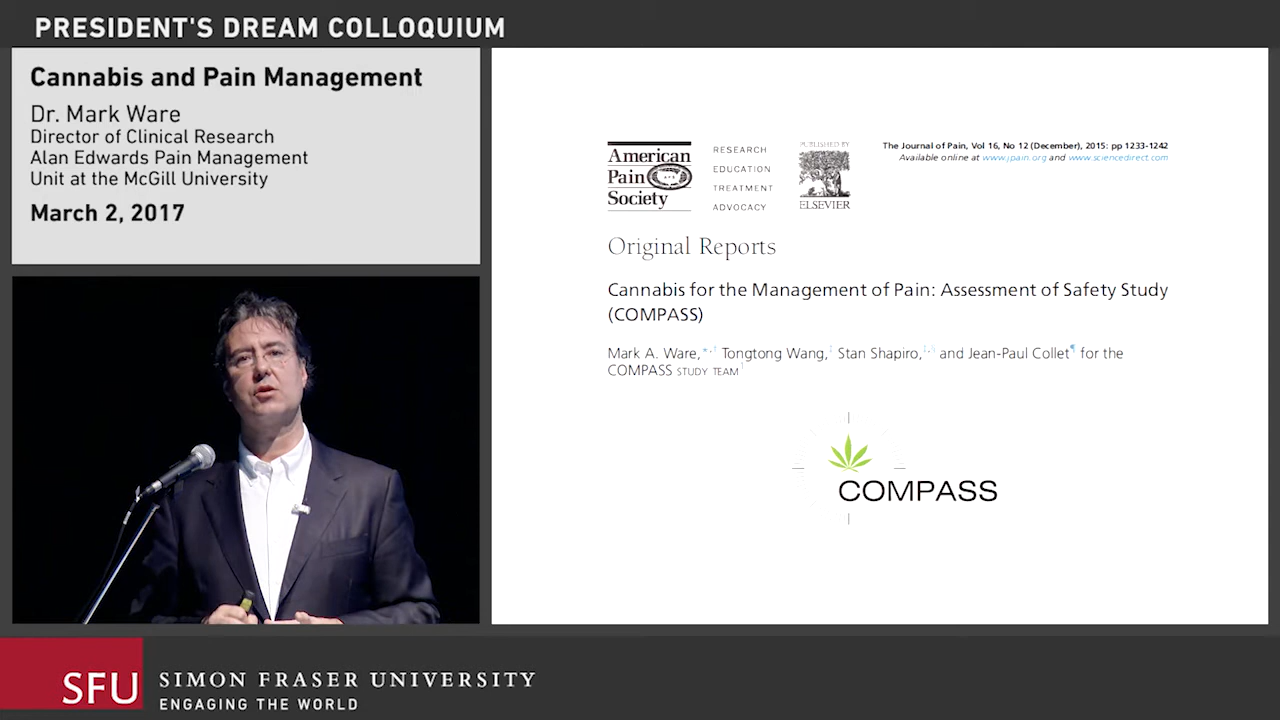 PRESIDENT'S DREAM COLLOQUIUM
Cannabis and Pain Management
Dr. Mark Ware
Director of Clinical Research
Alan Edwards Pain Management
Unit at the McGill University
March 2, 2017
American
Pain
Society
RESEARCH
EDUCATION
TREATMENT
ADVOCACY
PUBLISHED BY
ELSEVIER
The Journal of Pain, Vol 16, No 12 (December), 2015: pp 1233-1242
Available online at www.jpain.org and www.sciencedirect.com
Original Reports
Cannabis for the Management of Pain: Assessment of Safety Study
(COMPASS)
Mark A. Ware,*,† Tongtong Wang,‡ Stan Shapiro, and Jean-Paul Collet¶ for the
COMPASS STUDY TEAM
COMPASS
SFU
SIMON FRASER UNIVERSITY
ENGAGING THE WORLD